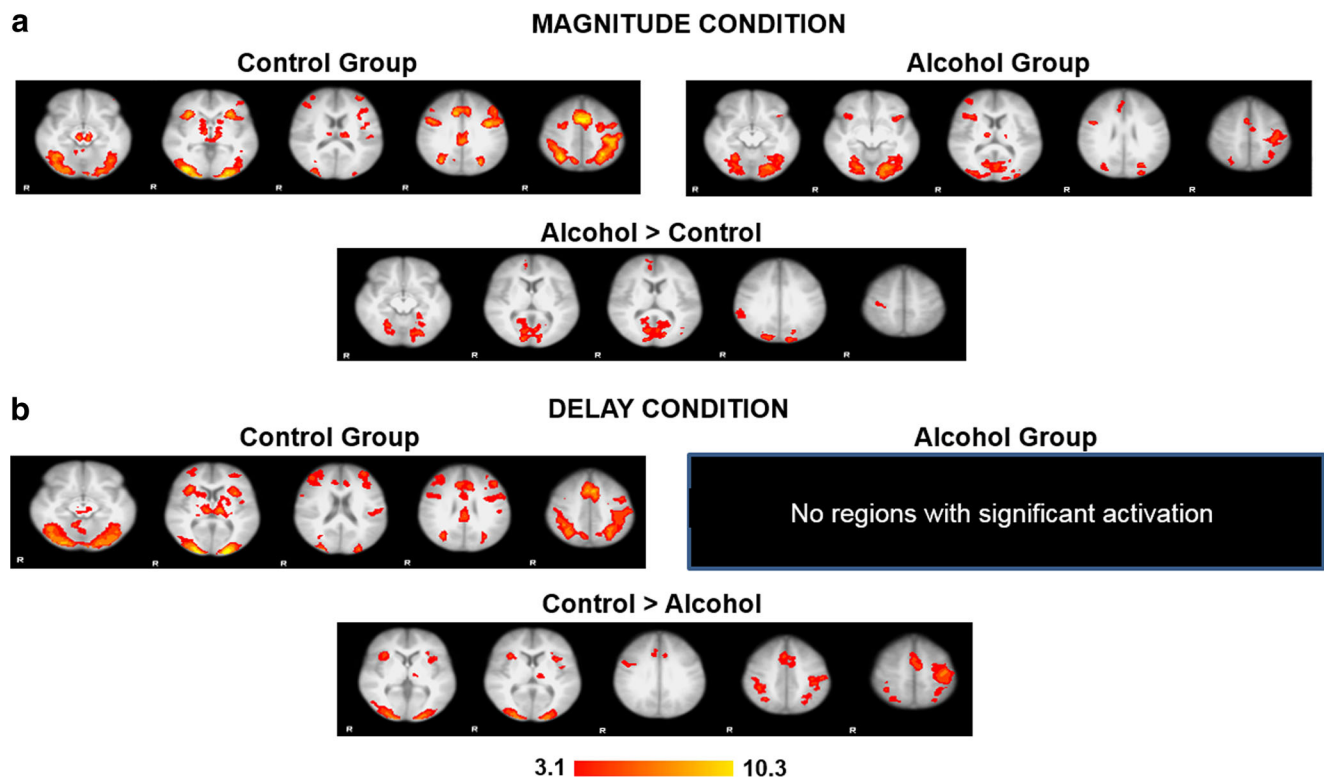 a
MAGNITUDE CONDITION
Control Group
Alcohol Group
R R R R R
R R R R R
Alcohol > Control
R R R R R
b
DELAY CONDITION
Control Group
Alcohol Group
R R R R R
No regions with significant activation
Control > Alcohol
R R R R R
3.1 10.3